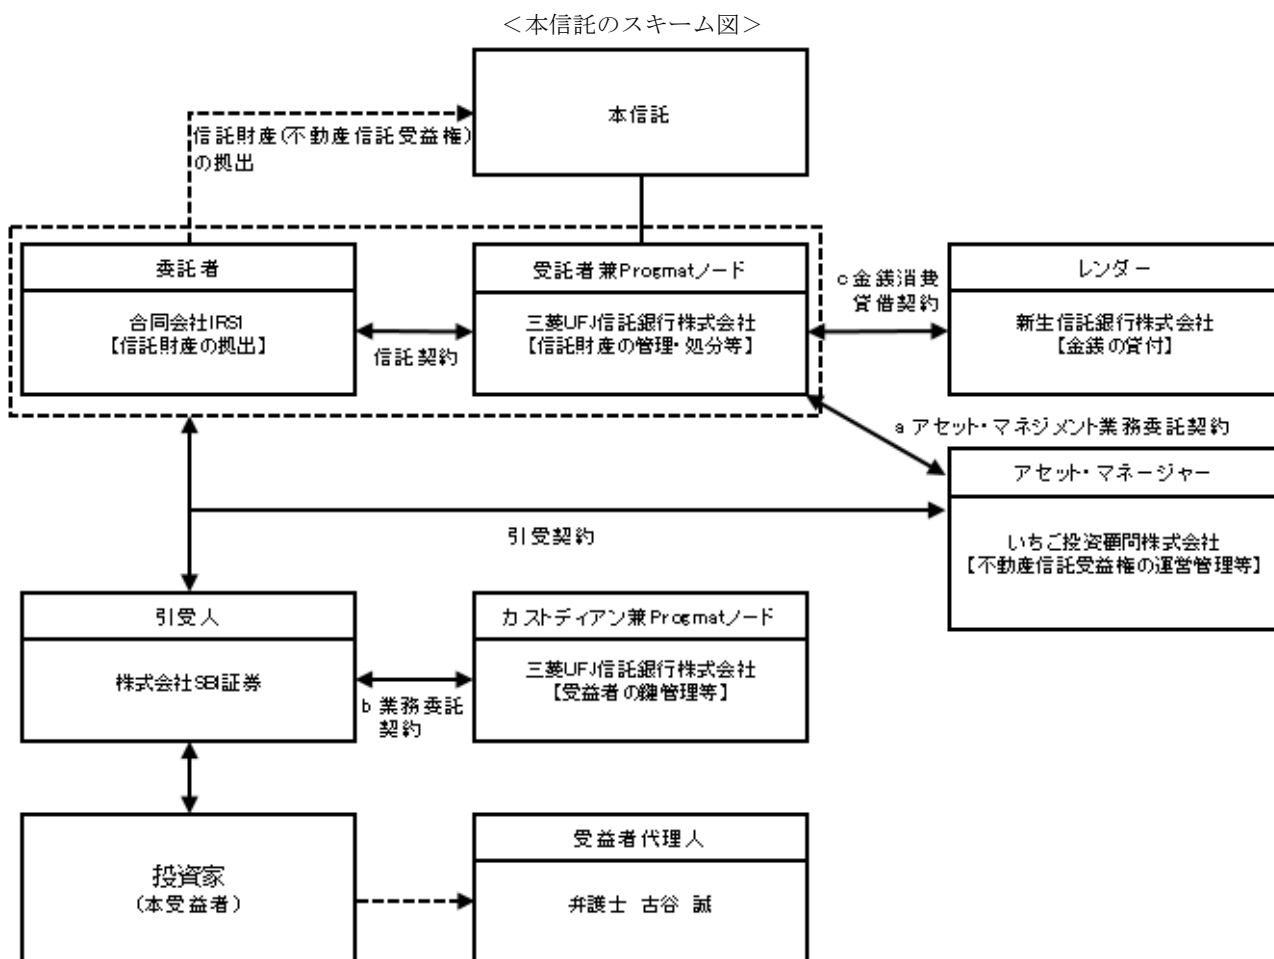 ＜本信託のスキーム図＞
本信託
信託財産(不動産信託受益権)
の拠出
委託者
合同会社IRS1
【信託財産の拠出】
信託契約
受託者兼Progmatノード
三菱UFJ信託銀行株式会社
【信託財産の管理・処分等】
c 金銭消費
貸借契約
レンダー
新生信託銀行株式会社
【金銭の貸付】
a アセット・マネジメント業務委託契約
アセット・マネージャー
いちご投資顧問株式会社
【不動産信託受益権の運営管理等】
引受契約
引受人
株式会社SBI証券
b 業務委託
契約
カストディアン兼Progmatノード
三菱UFJ信託銀行株式会社
【受益者の鍵管理等】
投資家
（本受益者）
受益者代理人
弁護士 古谷 誠